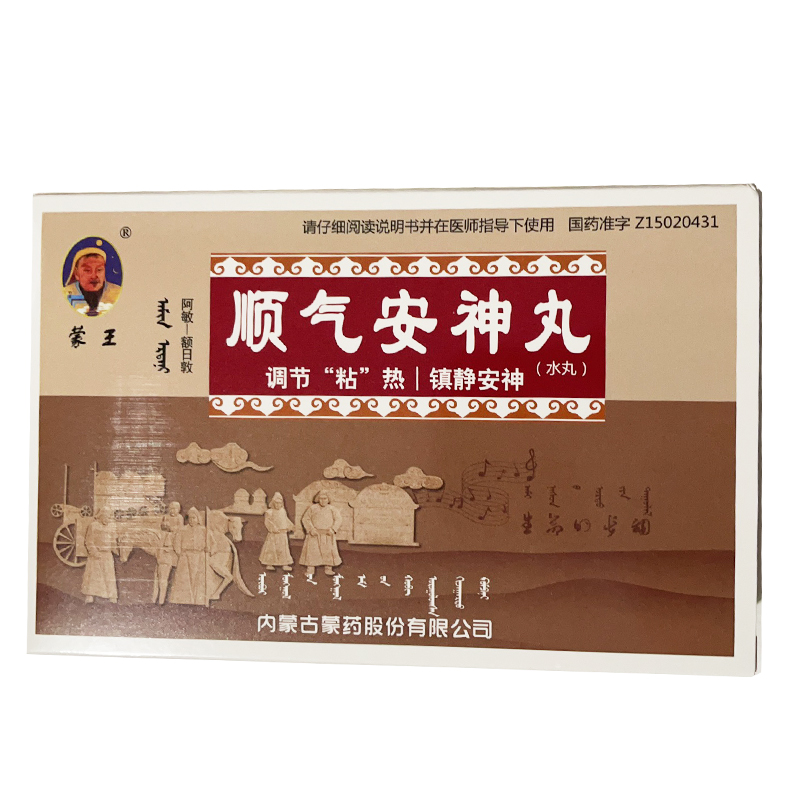 请仔细阅读说明书并在医师指导下使用 国药准字 Z15020431
®
蒙王
阿敏—额日敦
顺气安神丸
调节“粘”热|镇静安神
（水丸）
内蒙古蒙药股份有限公司